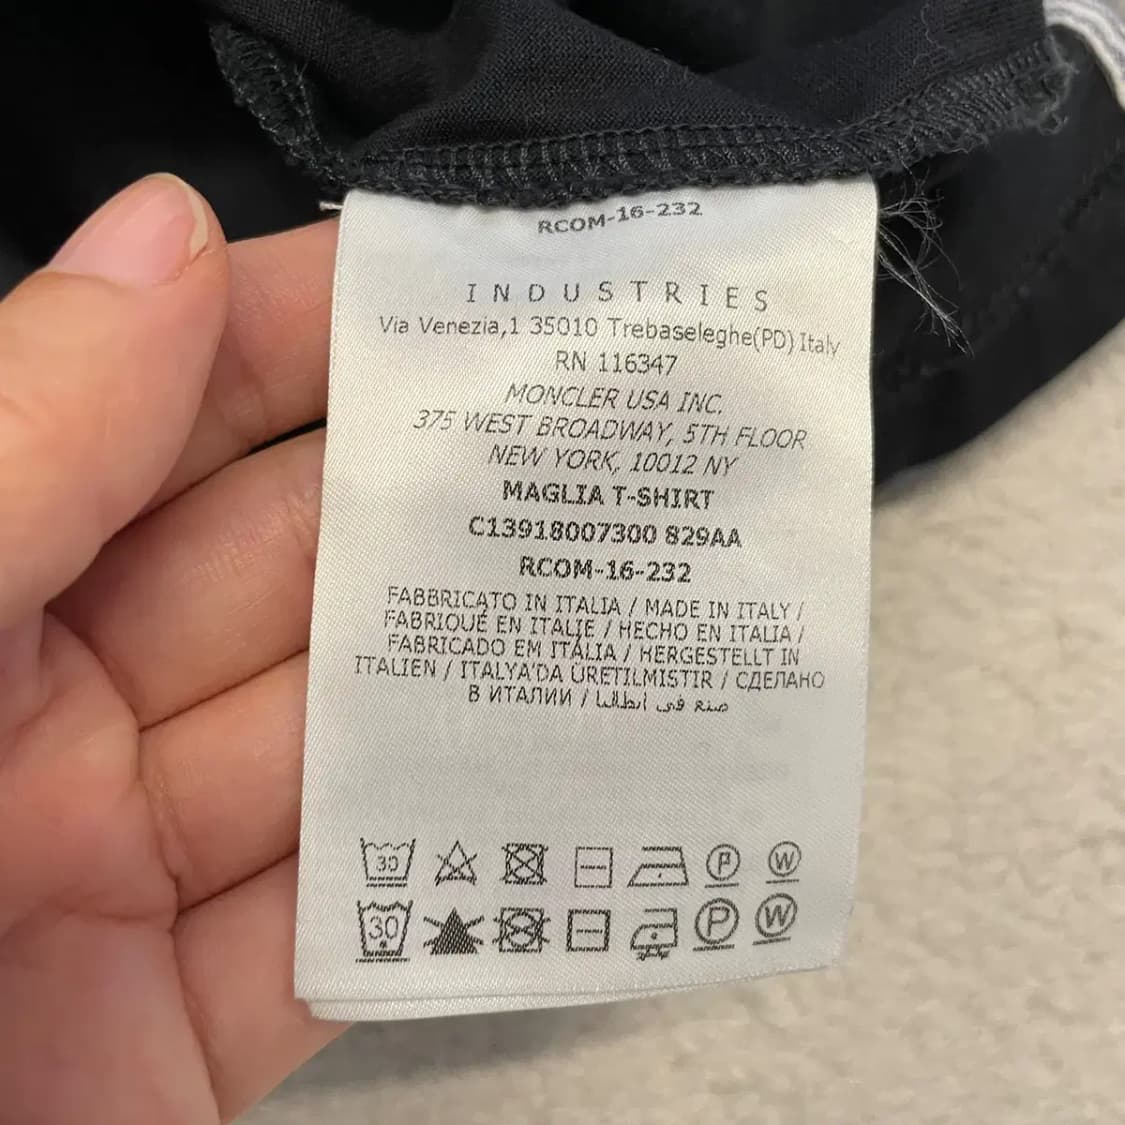 RCOM-16-232
INDUSTRIES
Via Venezia,1 35010 Trebaseleghe(PD) Italy
RN 116347
MONCLER USA INC.
375 WEST BROADWAY, 5TH FLOOR
NEW YORK, 10012 NY
MAGLIA T-SHIRT
C13918007300 829AA
RCOM-16-232
FABBRICATO IN ITALIA / MADE IN ITALY /
FABRIQUÉ EN ITALIE / HECHO EN ITALIA /
FABRICADO EM ITÁLIA / HERGESTELLT IN
ITALIEN / ITALYA'DA ÜRETILMISTIR / СДЕЛАНО
В ИТАЛИИ / صنع في ايطاليا
30 P W
30 P W